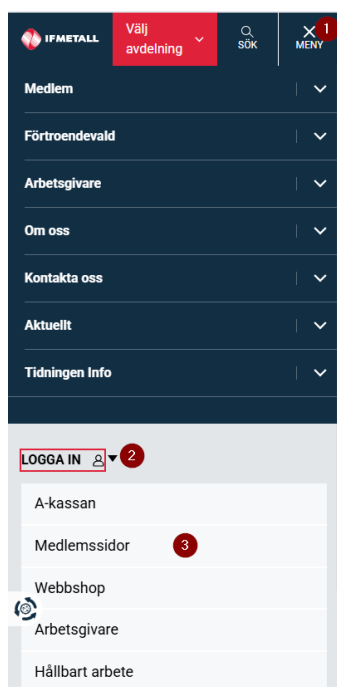 IFMETALL
Välj
avdelning
SÖK
MENY
1
Medlem
Förtroendevald
Arbetsgivare
Om oss
Kontakta oss
Aktuellt
Tidningen Info
LOGGA IN
2
A-kassan
Medlemssidor
3
Webbshop
Arbetsgivare
Hållbart arbete